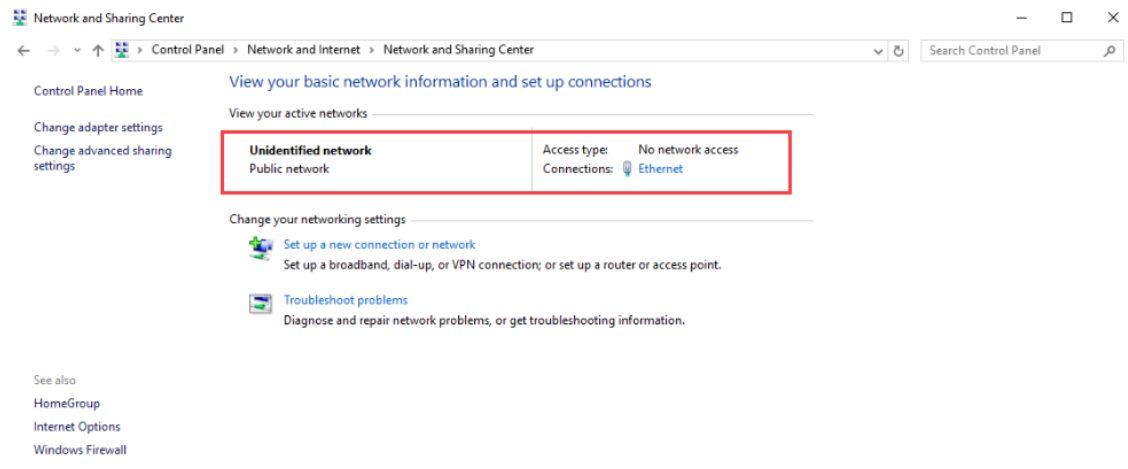 Network and Sharing Center
Control Panel > Network and Internet > Network and Sharing Center
Search Control Panel
Control Panel Home
Change adapter settings
Change advanced sharing
settings
View your basic network information and set up connections
View your active networks
Unidentified network
Public network
Access type: No network access
Connections: Ethernet
Change your networking settings
Set up a new connection or network
Set up a broadband, dial-up, or VPN connection; or set up a router or access point.
Troubleshoot problems
Diagnose and repair network problems, or get troubleshooting information.
See also
HomeGroup
Internet Options
Windows Firewall